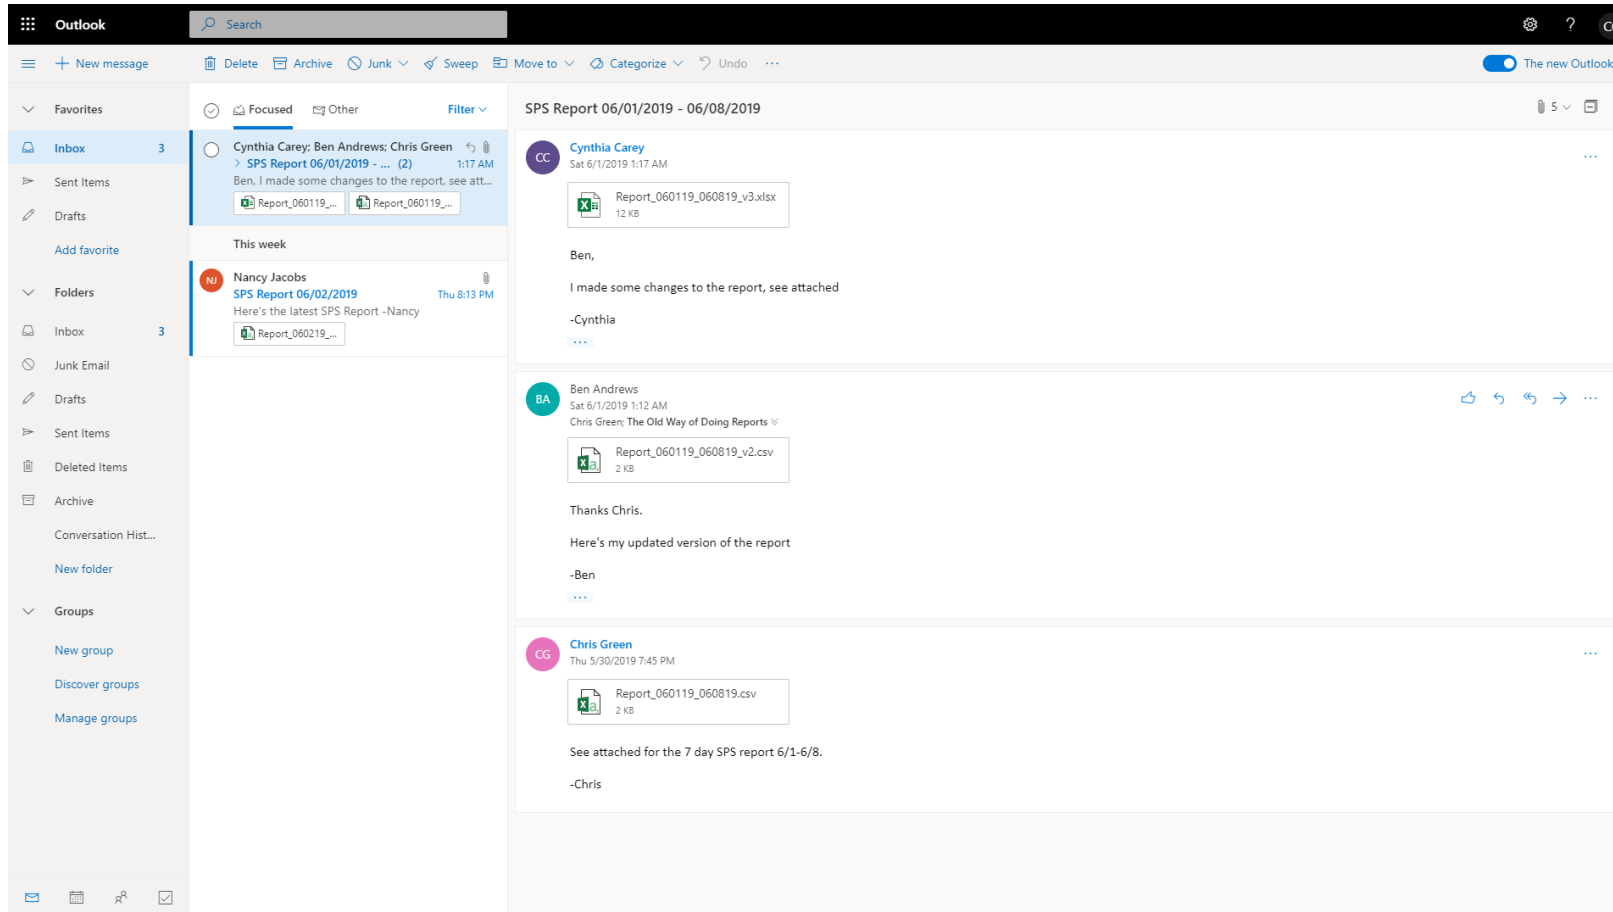 Outlook
Search
New message
Delete Archive Junk Sweep Move to Categorize Undo ...
The new Outlook
Favorites
Inbox 3
Sent Items
Drafts
Add favorite
Folders
Inbox 3
Junk Email
Drafts
Sent Items
Deleted Items
Archive
Conversation Hist...
New folder
Groups
New group
Discover groups
Manage groups
Focused Other Filter
Cynthia Carey; Ben Andrews; Chris Green
> SPS Report 06/01/2019 - ... (2) 1:17 AM
Ben, I made some changes to the report, see att...
Report_060119_... Report_060119_...
This week
NJ
Nancy Jacobs
SPS Report 06/02/2019 Thu 8:13 PM
Here's the latest SPS Report -Nancy
Report_060219_...
SPS Report 06/01/2019 - 06/08/2019
5
CC
Cynthia Carey
Sat 6/1/2019 1:17 AM
Report_060119_060819_v3.xlsx
12 KB
Ben,
I made some changes to the report, see attached
-Cynthia
...
BA
Ben Andrews
Sat 6/1/2019 1:12 AM
Chris Green; The Old Way of Doing Reports
Report_060119_060819_v2.csv
2 KB
Thanks Chris.
Here's my updated version of the report
-Ben
...
CG
Chris Green
Thu 5/30/2019 7:45 PM
Report_060119_060819.csv
2 KB
See attached for the 7 day SPS report 6/1-6/8.
-Chris